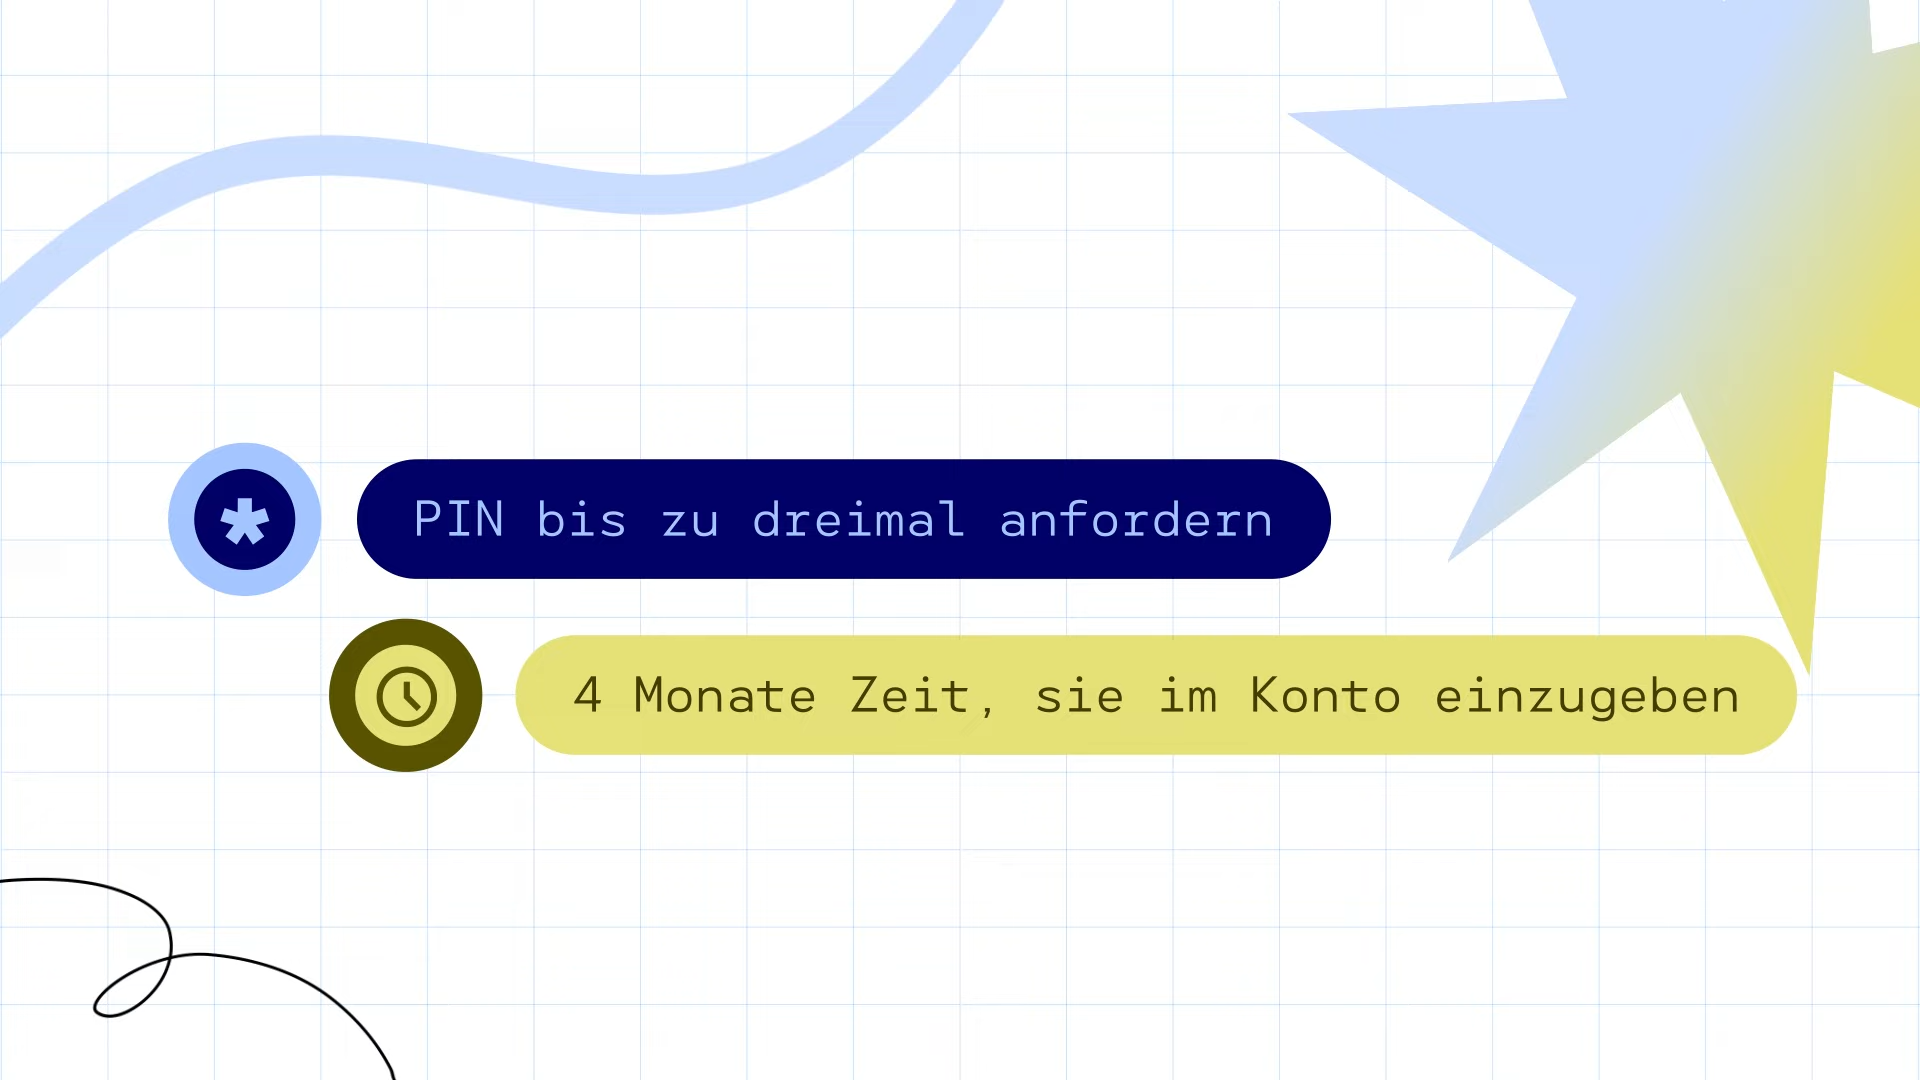 PIN bis zu dreimal anfordern
4 Monate Zeit, sie im Konto einzugeben